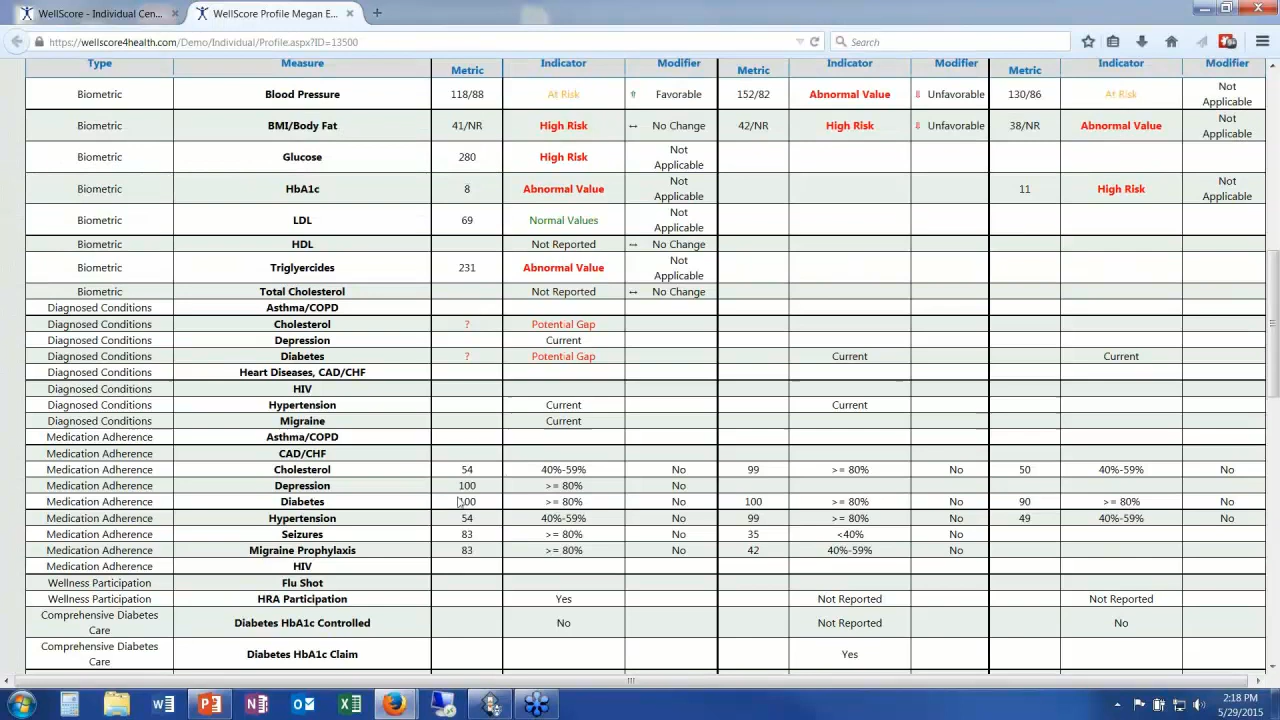 WellScore - Individual Cen... × WellScore Profile Megan E... × +
https://wellscore4health.com/Demo/Individual/Profile.aspx?ID=13500 Search
Type Measure Metric Indicator Modifier Metric Indicator Modifier Metric Indicator Modifier
Biometric Blood Pressure 118/88 At Risk ⇧ Favorable 152/82 Abnormal Value ⇩ Unfavorable 130/86 At Risk Not Applicable
Biometric BMI/Body Fat 41/NR High Risk ↔ No Change 42/NR High Risk ⇩ Unfavorable 38/NR Abnormal Value Not Applicable
Biometric Glucose 280 High Risk Not Applicable
Biometric HbA1c 8 Abnormal Value Not Applicable 11 High Risk Not Applicable
Biometric LDL 69 Normal Values Not Applicable
Biometric HDL Not Reported ↔ No Change
Biometric Triglyercides 231 Abnormal Value Not Applicable
Biometric Total Cholesterol Not Reported ↔ No Change
Diagnosed Conditions Asthma/COPD
Diagnosed Conditions Cholesterol ? Potential Gap
Diagnosed Conditions Depression Current
Diagnosed Conditions Diabetes ? Potential Gap Current Current
Diagnosed Conditions Heart Diseases, CAD/CHF
Diagnosed Conditions HIV
Diagnosed Conditions Hypertension Current Current
Diagnosed Conditions Migraine Current
Medication Adherence Asthma/COPD
Medication Adherence CAD/CHF
Medication Adherence Cholesterol 54 40%-59% No 99 >= 80% No 50 40%-59% No
Medication Adherence Depression 100 >= 80% No
Medication Adherence Diabetes 100 >= 80% No 100 >= 80% No 90 >= 80% No
Medication Adherence Hypertension 54 40%-59% No 99 >= 80% No 49 40%-59% No
Medication Adherence Seizures 83 >= 80% No 35 <40% No
Medication Adherence Migraine Prophylaxis 83 >= 80% No 42 40%-59% No
Medication Adherence HIV
Wellness Participation Flu Shot
Wellness Participation HRA Participation Yes Not Reported Not Reported
Comprehensive Diabetes Care Diabetes HbA1c Controlled No Not Reported No
Comprehensive Diabetes Care Diabetes HbA1c Claim Yes
2:18 PM
5/29/2015